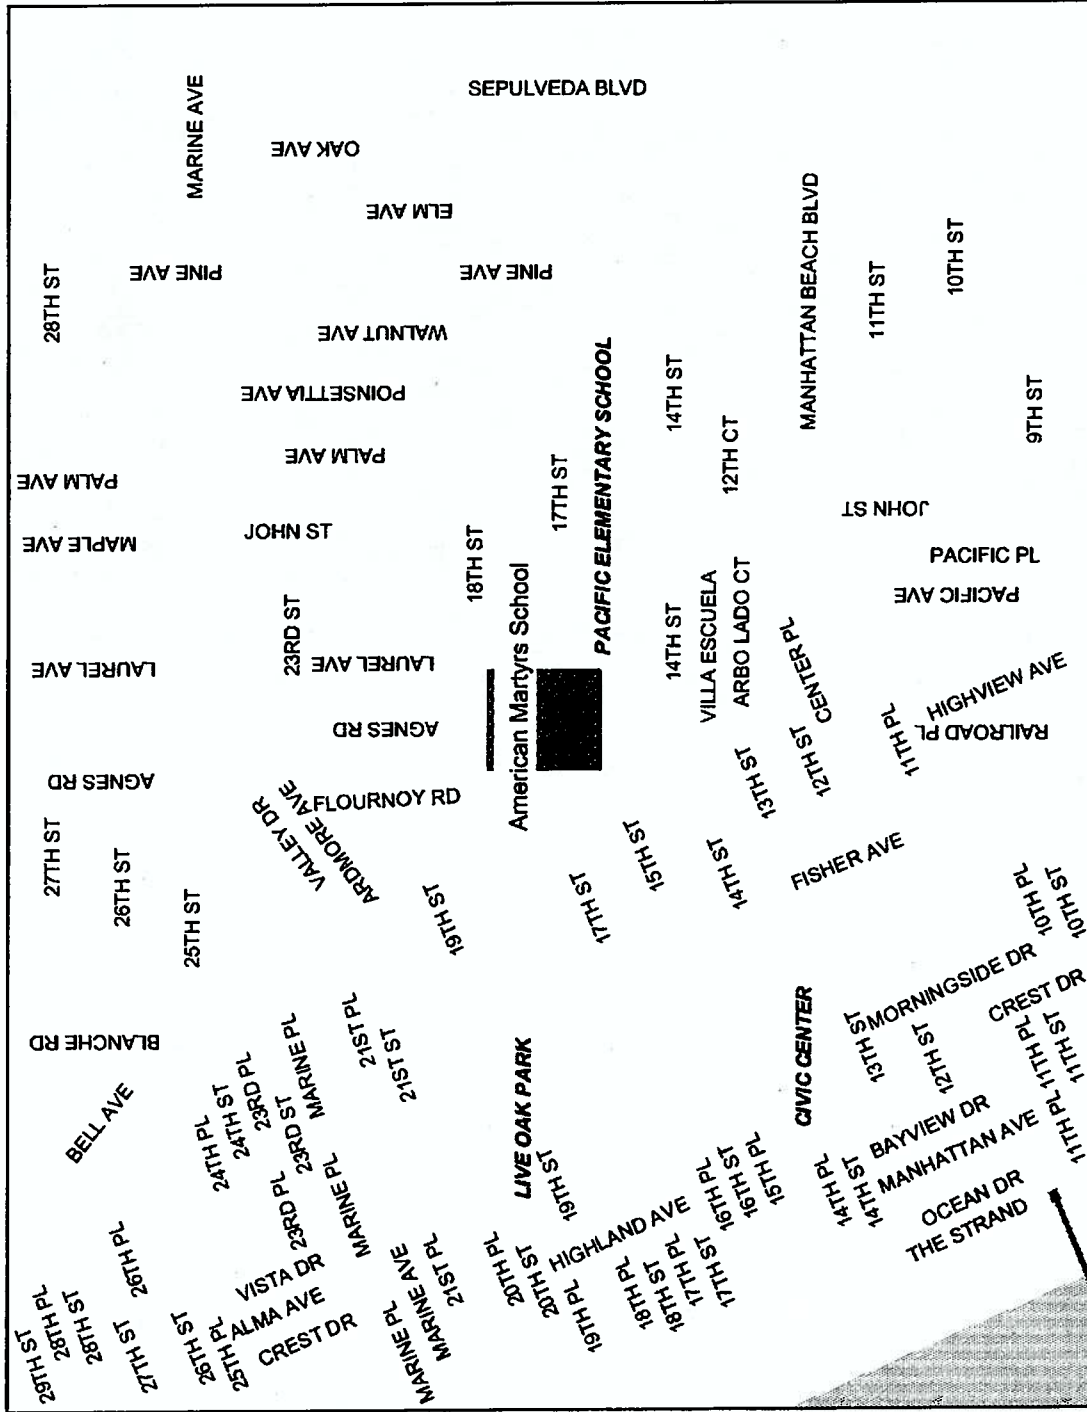 SEPULVEDA BLVD
MARINE AVE
OAK AVE
ELM AVE
MANHATTAN BEACH BLVD
28TH ST
PINE AVE
PINE AVE
11TH ST
10TH ST
WALNUT AVE
POINSETTIA AVE
14TH ST
9TH ST
PALM AVE
PALM AVE
12TH CT
17TH ST
PACIFIC ELEMENTARY SCHOOL
JOHN ST
MAPLE AVE
JOHN ST
18TH ST
PACIFIC PL
PACIFIC AVE
23RD ST
14TH ST
VILLA ESCUELA
ARBO LADO CT
CENTER PL
LAUREL AVE
LAUREL AVE
American Martyrs School
HIGHVIEW AVE
AGNES RD
RAILROAD PL
11TH PL
12TH ST
13TH ST
AGNES RD
FLOURNOY RD
VALLEY DR
ARDMORE AVE
27TH ST
26TH ST
25TH ST
15TH ST
14TH ST
FISHER AVE
19TH ST
17TH ST
10TH PL
10TH ST
MORNINGSIDE DR
CREST DR
BLANCHE RD
21ST PL
21ST ST
MARINE PL
23RD ST
23RD PL
24TH ST
24TH PL
BELL AVE
LIVE OAK PARK
CIVIC CENTER
13TH ST
12TH ST
11TH PL
11TH ST
11TH PL
BAYVIEW DR
MANHATTAN AVE
OCEAN DR
THE STRAND
14TH PL
14TH ST
15TH PL
16TH ST
16TH PL
19TH ST
HIGHLAND AVE
MARINE PL
23RD PL
VISTA DR
ALMA AVE
CREST DR
26TH PL
29TH ST
28TH PL
28TH ST
27TH ST
26TH ST
25TH PL
MARINE PL
MARINE AVE
21ST PL
20TH PL
20TH ST
19TH PL
18TH PL
18TH ST
17TH PL
17TH ST